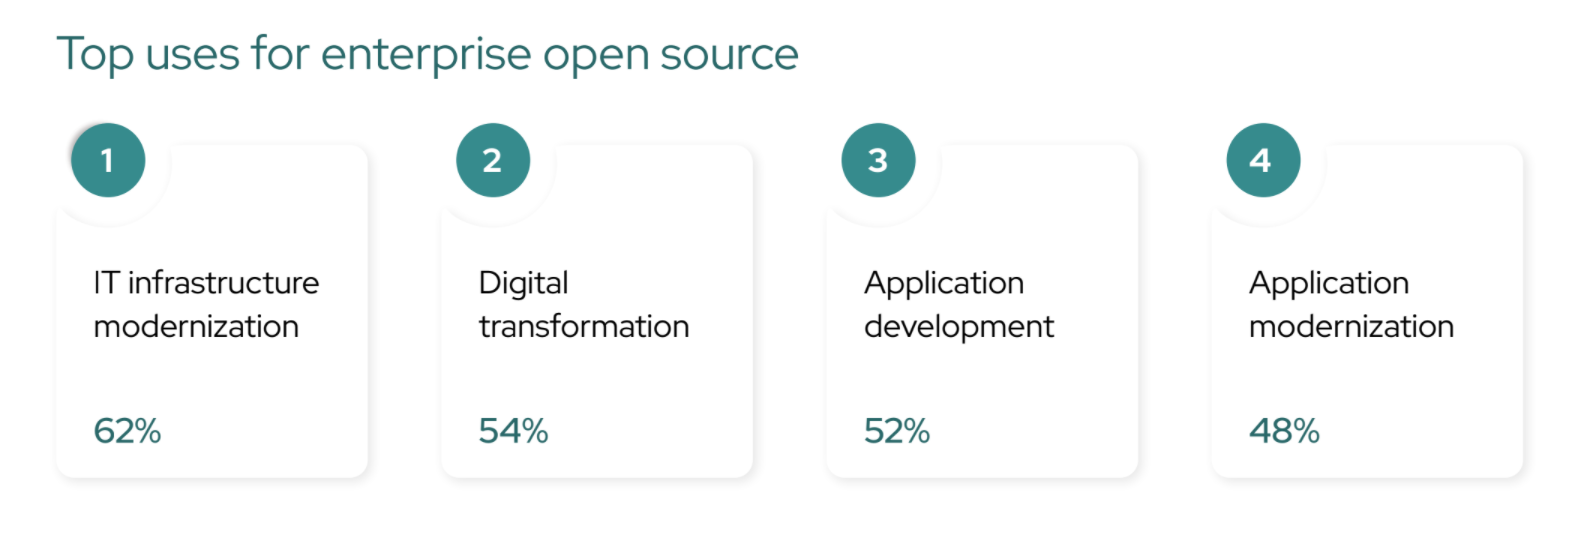 Top uses for enterprise open source
1
IT infrastructure
modernization
62%
2
Digital
transformation
54%
3
Application
development
52%
4
Application
modernization
48%